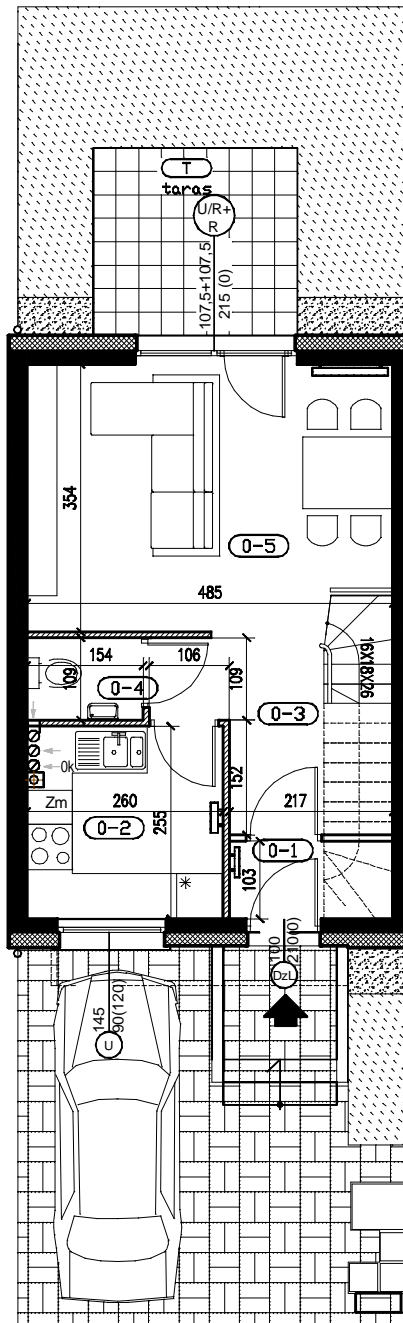 T
taras
U/R+
R
107,5+107,5
215 (0)
354
0-5
485
16X18X26
154
106
109
0-4
109
0-3
0k
152
Zm
260
255
217
0-2
0-1
103
*
100
210(0)
DzL
145
90(120)
U